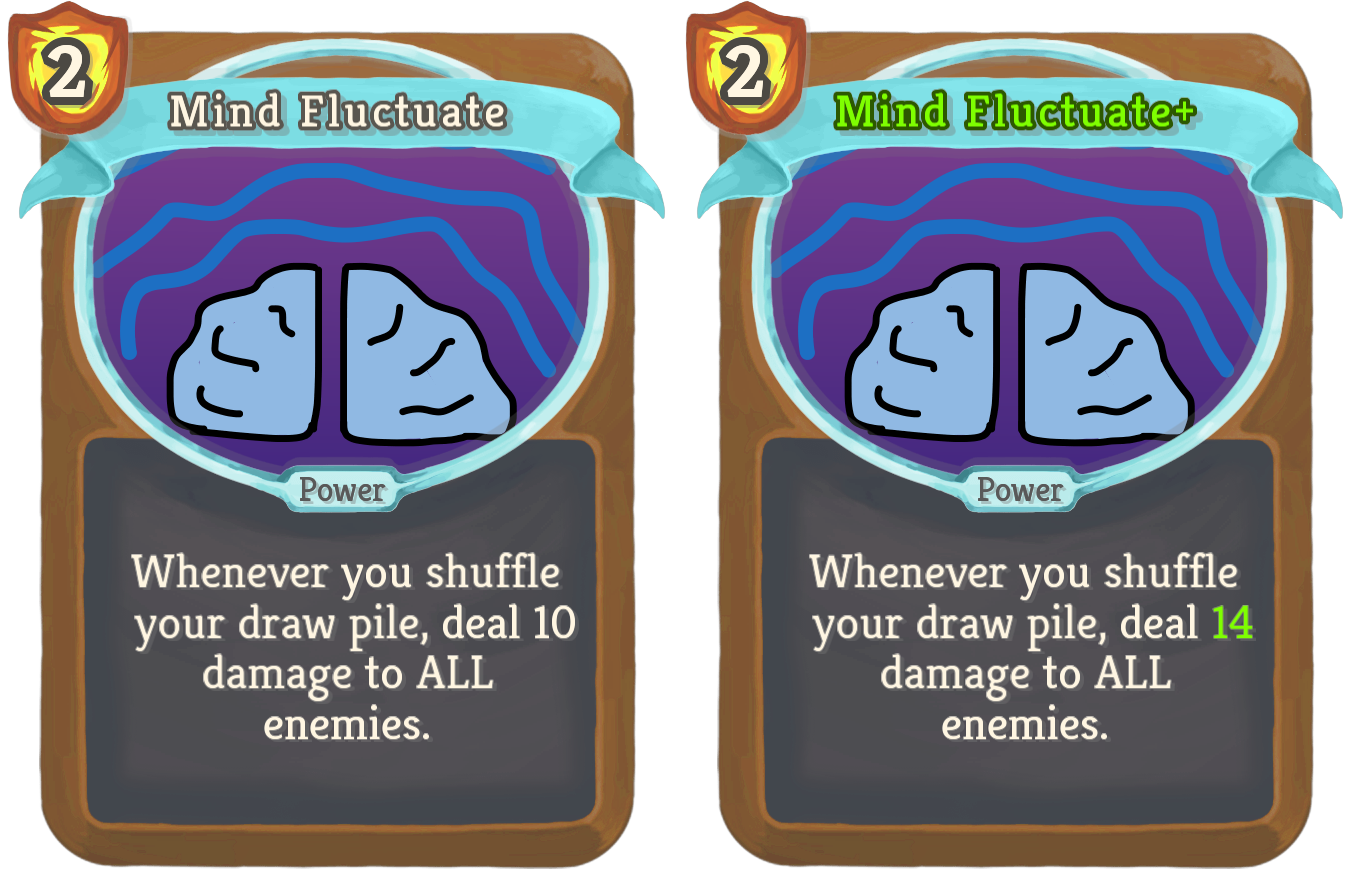 2
Mind Fluctuate
Power
Whenever you shuffle
your draw pile, deal 10
damage to ALL
enemies.
2
Mind Fluctuate+
Power
Whenever you shuffle
your draw pile, deal 14
damage to ALL
enemies.